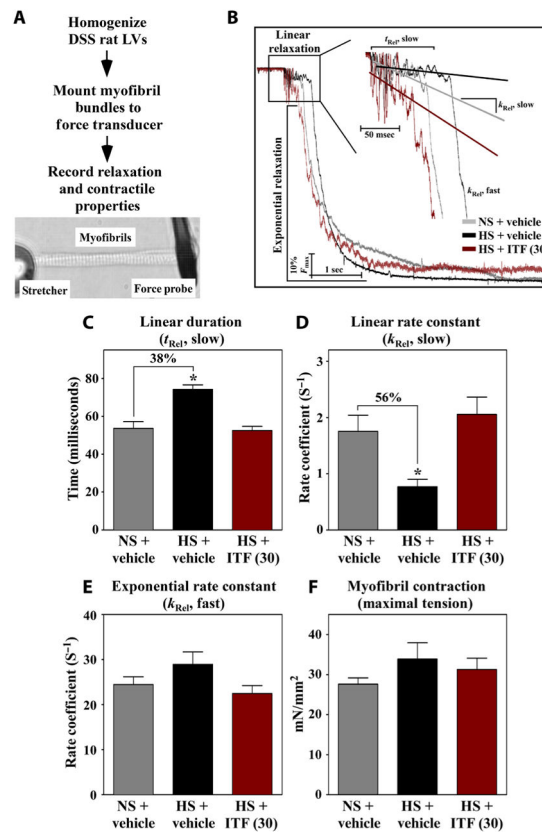 A
Homogenize
DSS rat LVs
Mount myofibril
bundles to
force transducer
Record relaxation
and contractile
properties
Myofibrils
Stretcher
Force probe
B
Linear
relaxation
tRel, slow
kRel, slow
50 msec
kRel, fast
Exponential relaxation
NS + vehicle
HS + vehicle
HS + ITF (30)
10%
Fmax
1 sec
C
Linear duration
(tRel, slow)
Time (milliseconds)
80
60
40
20
0
38%
*
NS +
vehicle
HS +
vehicle
HS +
ITF (30)
D
Linear rate constant
(kRel, slow)
Rate coefficient (S−1)
3
2
1
0
56%
*
NS +
vehicle
HS +
vehicle
HS +
ITF (30)
E
Exponential rate constant
(kRel, fast)
Rate coefficient (S−1)
40
30
20
10
0
NS +
vehicle
HS +
vehicle
HS +
ITF (30)
F
Myofibril contraction
(maximal tension)
mN/mm2
40
30
20
10
0
NS +
vehicle
HS +
vehicle
HS +
ITF (30)